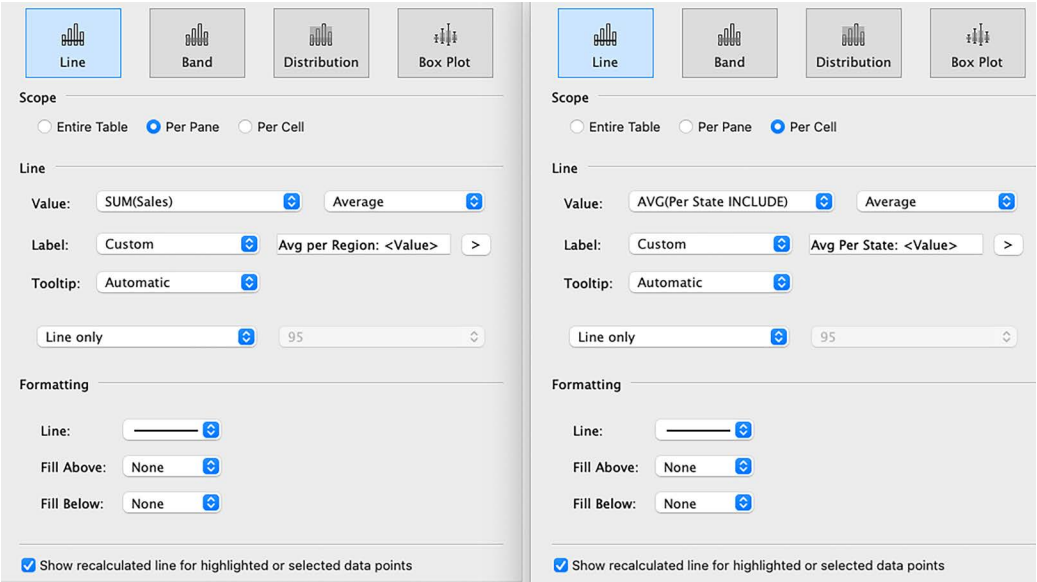 Line Band Distribution Box Plot
Scope
Entire Table Per Pane Per Cell
Line
Value: SUM(Sales) Average
Label: Custom Avg per Region: <Value> >
Tooltip: Automatic
Line only 95
Formatting
Line:
Fill Above: None
Fill Below: None
Show recalculated line for highlighted or selected data points
Line Band Distribution Box Plot
Scope
Entire Table Per Pane Per Cell
Line
Value: AVG(Per State INCLUDE) Average
Label: Custom Avg Per State: <Value> >
Tooltip: Automatic
Line only 95
Formatting
Line:
Fill Above: None
Fill Below: None
Show recalculated line for highlighted or selected data points